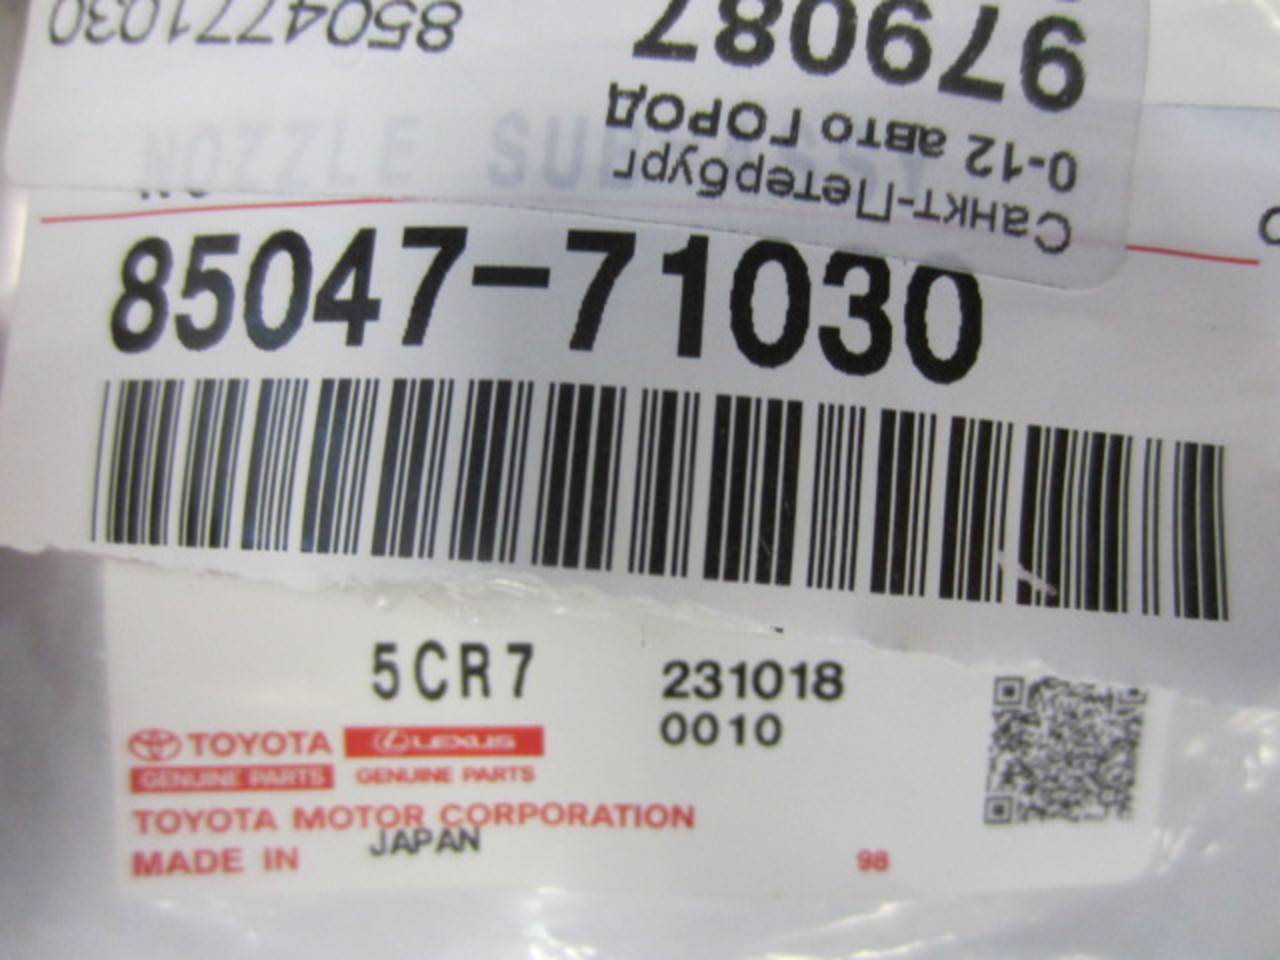 8504771030
979087
0-12 авто ГОРОД
Санкт-Петербург
NOZZLE SUB-ASSY
85047-71030
5CR7
231018
0010
TOYOTA
GENUINE PARTS
LEXUS
GENUINE PARTS
TOYOTA MOTOR CORPORATION
MADE IN JAPAN
98